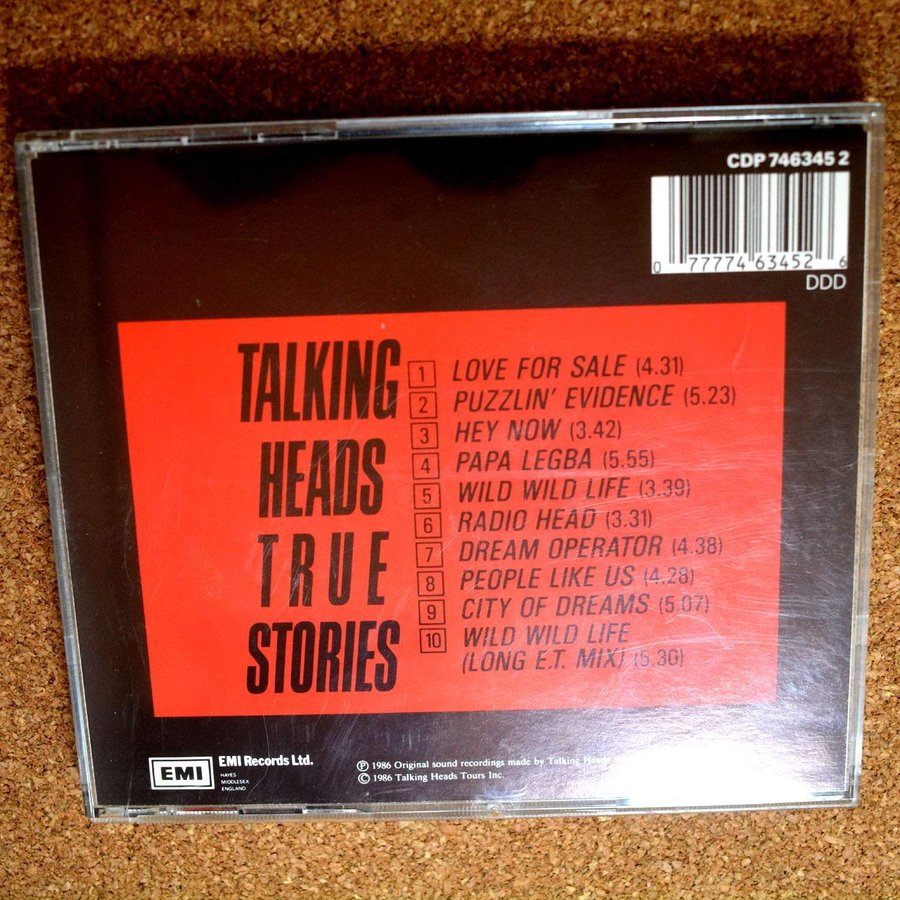 CDP 746345 2
0 77774 63452 6
DDD
TALKING
HEADS
TRUE
STORIES
1 LOVE FOR SALE (4.31)
2 PUZZLIN' EVIDENCE (5.23)
3 HEY NOW (3.42)
4 PAPA LEGBA (5.55)
5 WILD WILD LIFE (3.39)
6 RADIO HEAD (3.31)
7 DREAM OPERATOR (4.38)
8 PEOPLE LIKE US (4.28)
9 CITY OF DREAMS (5.07)
10 WILD WILD LIFE
(LONG E.T. MIX) (5.30)
EMI
EMI Records Ltd.
HAYES
MIDDLESEX
ENGLAND
Ⓟ 1986 Original sound recordings made by Talking Heads
© 1986 Talking Heads Tours Inc.